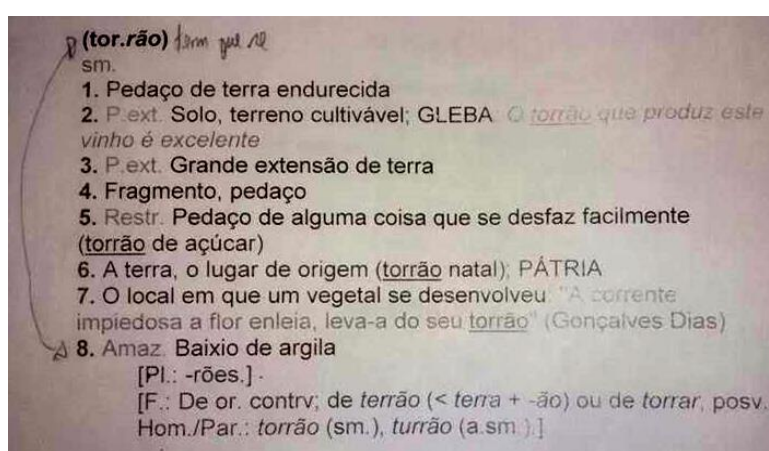 (tor.rão) tem que se
sm.
1. Pedaço de terra endurecida
2. P.ext. Solo, terreno cultivável; GLEBA: O torrão que produz este
vinho é excelente
3. P.ext. Grande extensão de terra
4. Fragmento, pedaço
5. Restr. Pedaço de alguma coisa que se desfaz facilmente
(torrão de açúcar)
6. A terra, o lugar de origem (torrão natal); PÁTRIA
7. O local em que um vegetal se desenvolveu: "A corrente
impiedosa a flor enleia, leva-a do seu torrão" (Gonçalves Dias)
8. Amaz. Baixio de argila
[Pl.: -rões.]
[F.: De or. contrv; de terrão (< terra + -ão) ou de torrar, posv.
Hom./Par.: torrão (sm.), turrão (a.sm.).]